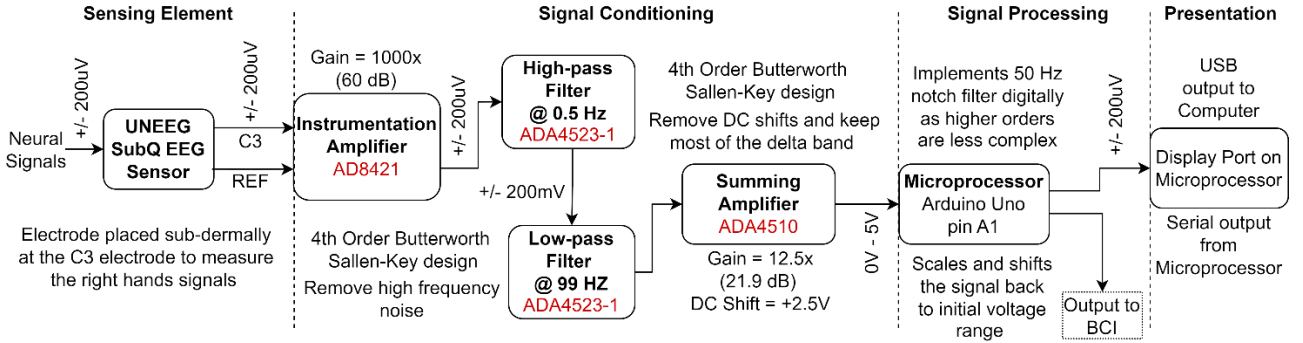 Sensing Element
Signal Conditioning
Signal Processing
Presentation
Neural
Signals
+/- 200uV
UNEEG
SubQ EEG
Sensor
+/- 200uV
C3
REF
Electrode placed sub-dermally
at the C3 electrode to measure
the right hands signals
Gain = 1000x
(60 dB)
Instrumentation
Amplifier
AD8421
+/- 200uV
High-pass
Filter
@ 0.5 Hz
ADA4523-1
4th Order Butterworth
Sallen-Key design
Remove DC shifts and keep
most of the delta band
+/- 200mV
4th Order Butterworth
Sallen-Key design
Remove high frequency
noise
Low-pass
Filter
@ 99 HZ
ADA4523-1
Summing
Amplifier
ADA4510
Gain = 12.5x
(21.9 dB)
DC Shift = +2.5V
0V - 5V
Implements 50 Hz
notch filter digitally
as higher orders
are less complex
Microprocessor
Arduino Uno
pin A1
Scales and shifts
the signal back
to initial voltage
range
+/- 200uV
Output to
BCI
USB
output to
Computer
Display Port on
Microprocessor
Serial output
from
Microprocessor